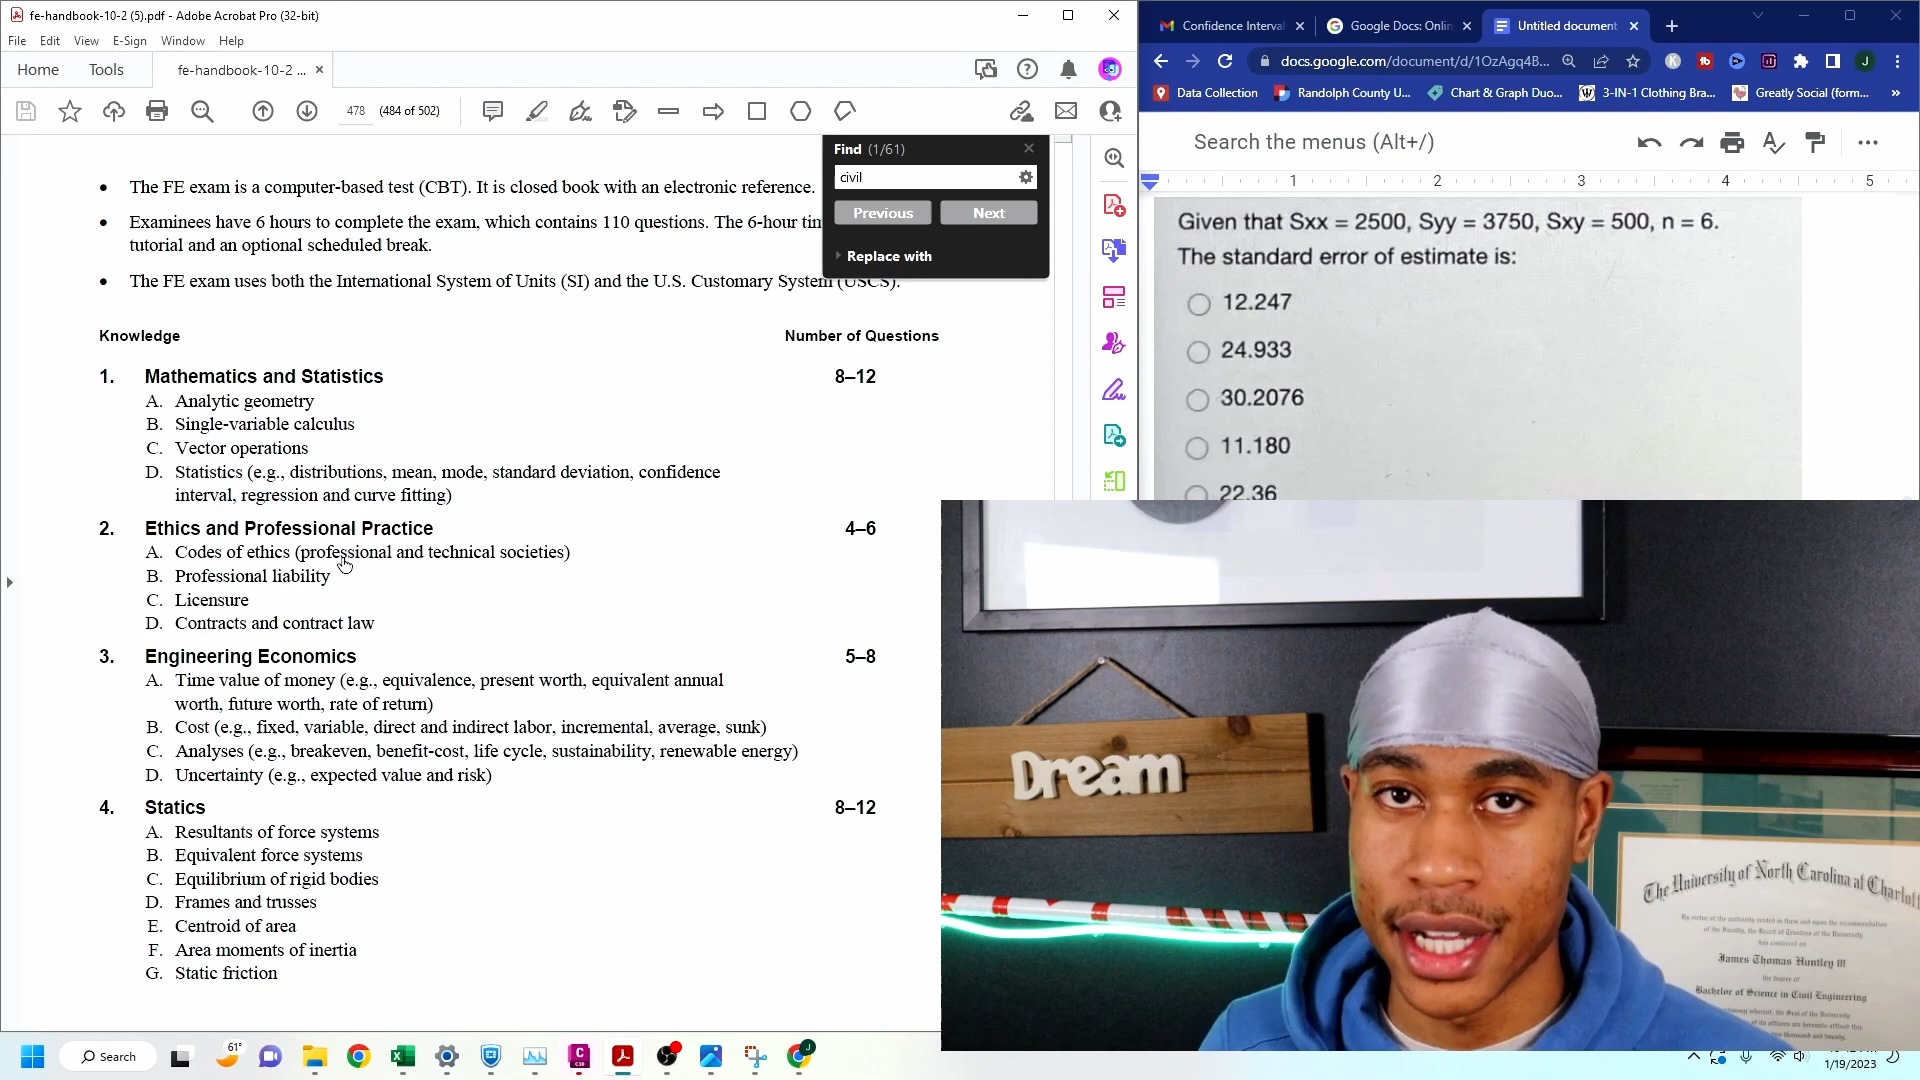 fe-handbook-10-2 (5).pdf - Adobe Acrobat Pro (32-bit)
File Edit View E-Sign Window Help
Home Tools fe-handbook-10-2 ... ×
478 (484 of 502)
Find (1/61)
civil
Previous Next
Replace with
• The FE exam is a computer-based test (CBT). It is closed book with an electronic reference.
• Examinees have 6 hours to complete the exam, which contains 110 questions. The 6-hour
tutorial and an optional scheduled break.
• The FE exam uses both the International System of Units (SI) and the U.S. Customary System (USCS).
Knowledge Number of Questions
1. Mathematics and Statistics 8–12
A. Analytic geometry
B. Single-variable calculus
C. Vector operations
D. Statistics (e.g., distributions, mean, mode, standard deviation, confidence
interval, regression and curve fitting)
2. Ethics and Professional Practice 4–6
A. Codes of ethics (professional and technical societies)
B. Professional liability
C. Licensure
D. Contracts and contract law
3. Engineering Economics 5–8
A. Time value of money (e.g., equivalence, present worth, equivalent annual
worth, future worth, rate of return)
B. Cost (e.g., fixed, variable, direct and indirect labor, incremental, average, sunk)
C. Analyses (e.g., breakeven, benefit-cost, life cycle, sustainability, renewable energy)
D. Uncertainty (e.g., expected value and risk)
4. Statics 8–12
A. Resultants of force systems
B. Equivalent force systems
C. Equilibrium of rigid bodies
D. Frames and trusses
E. Centroid of area
F. Area moments of inertia
G. Static friction
Confidence Interval × Google Docs: Onlin × Untitled document ×
docs.google.com/document/d/1OzAgq4B...
Data Collection Randolph County U... Chart & Graph Duo... 3-IN-1 Clothing Bra... Greatly Social (form... »
Search the menus (Alt+/)
1 2 3 4 5
Given that Sxx = 2500, Syy = 3750, Sxy = 500, n = 6.
The standard error of estimate is:
12.247
24.933
30.2076
11.180
22.36
Dream
The University of North Carolina at Charlott
James Thomas Huntley III
the degree of
Bachelor of Science in Civil Engineering
61°
Search
1/19/2023